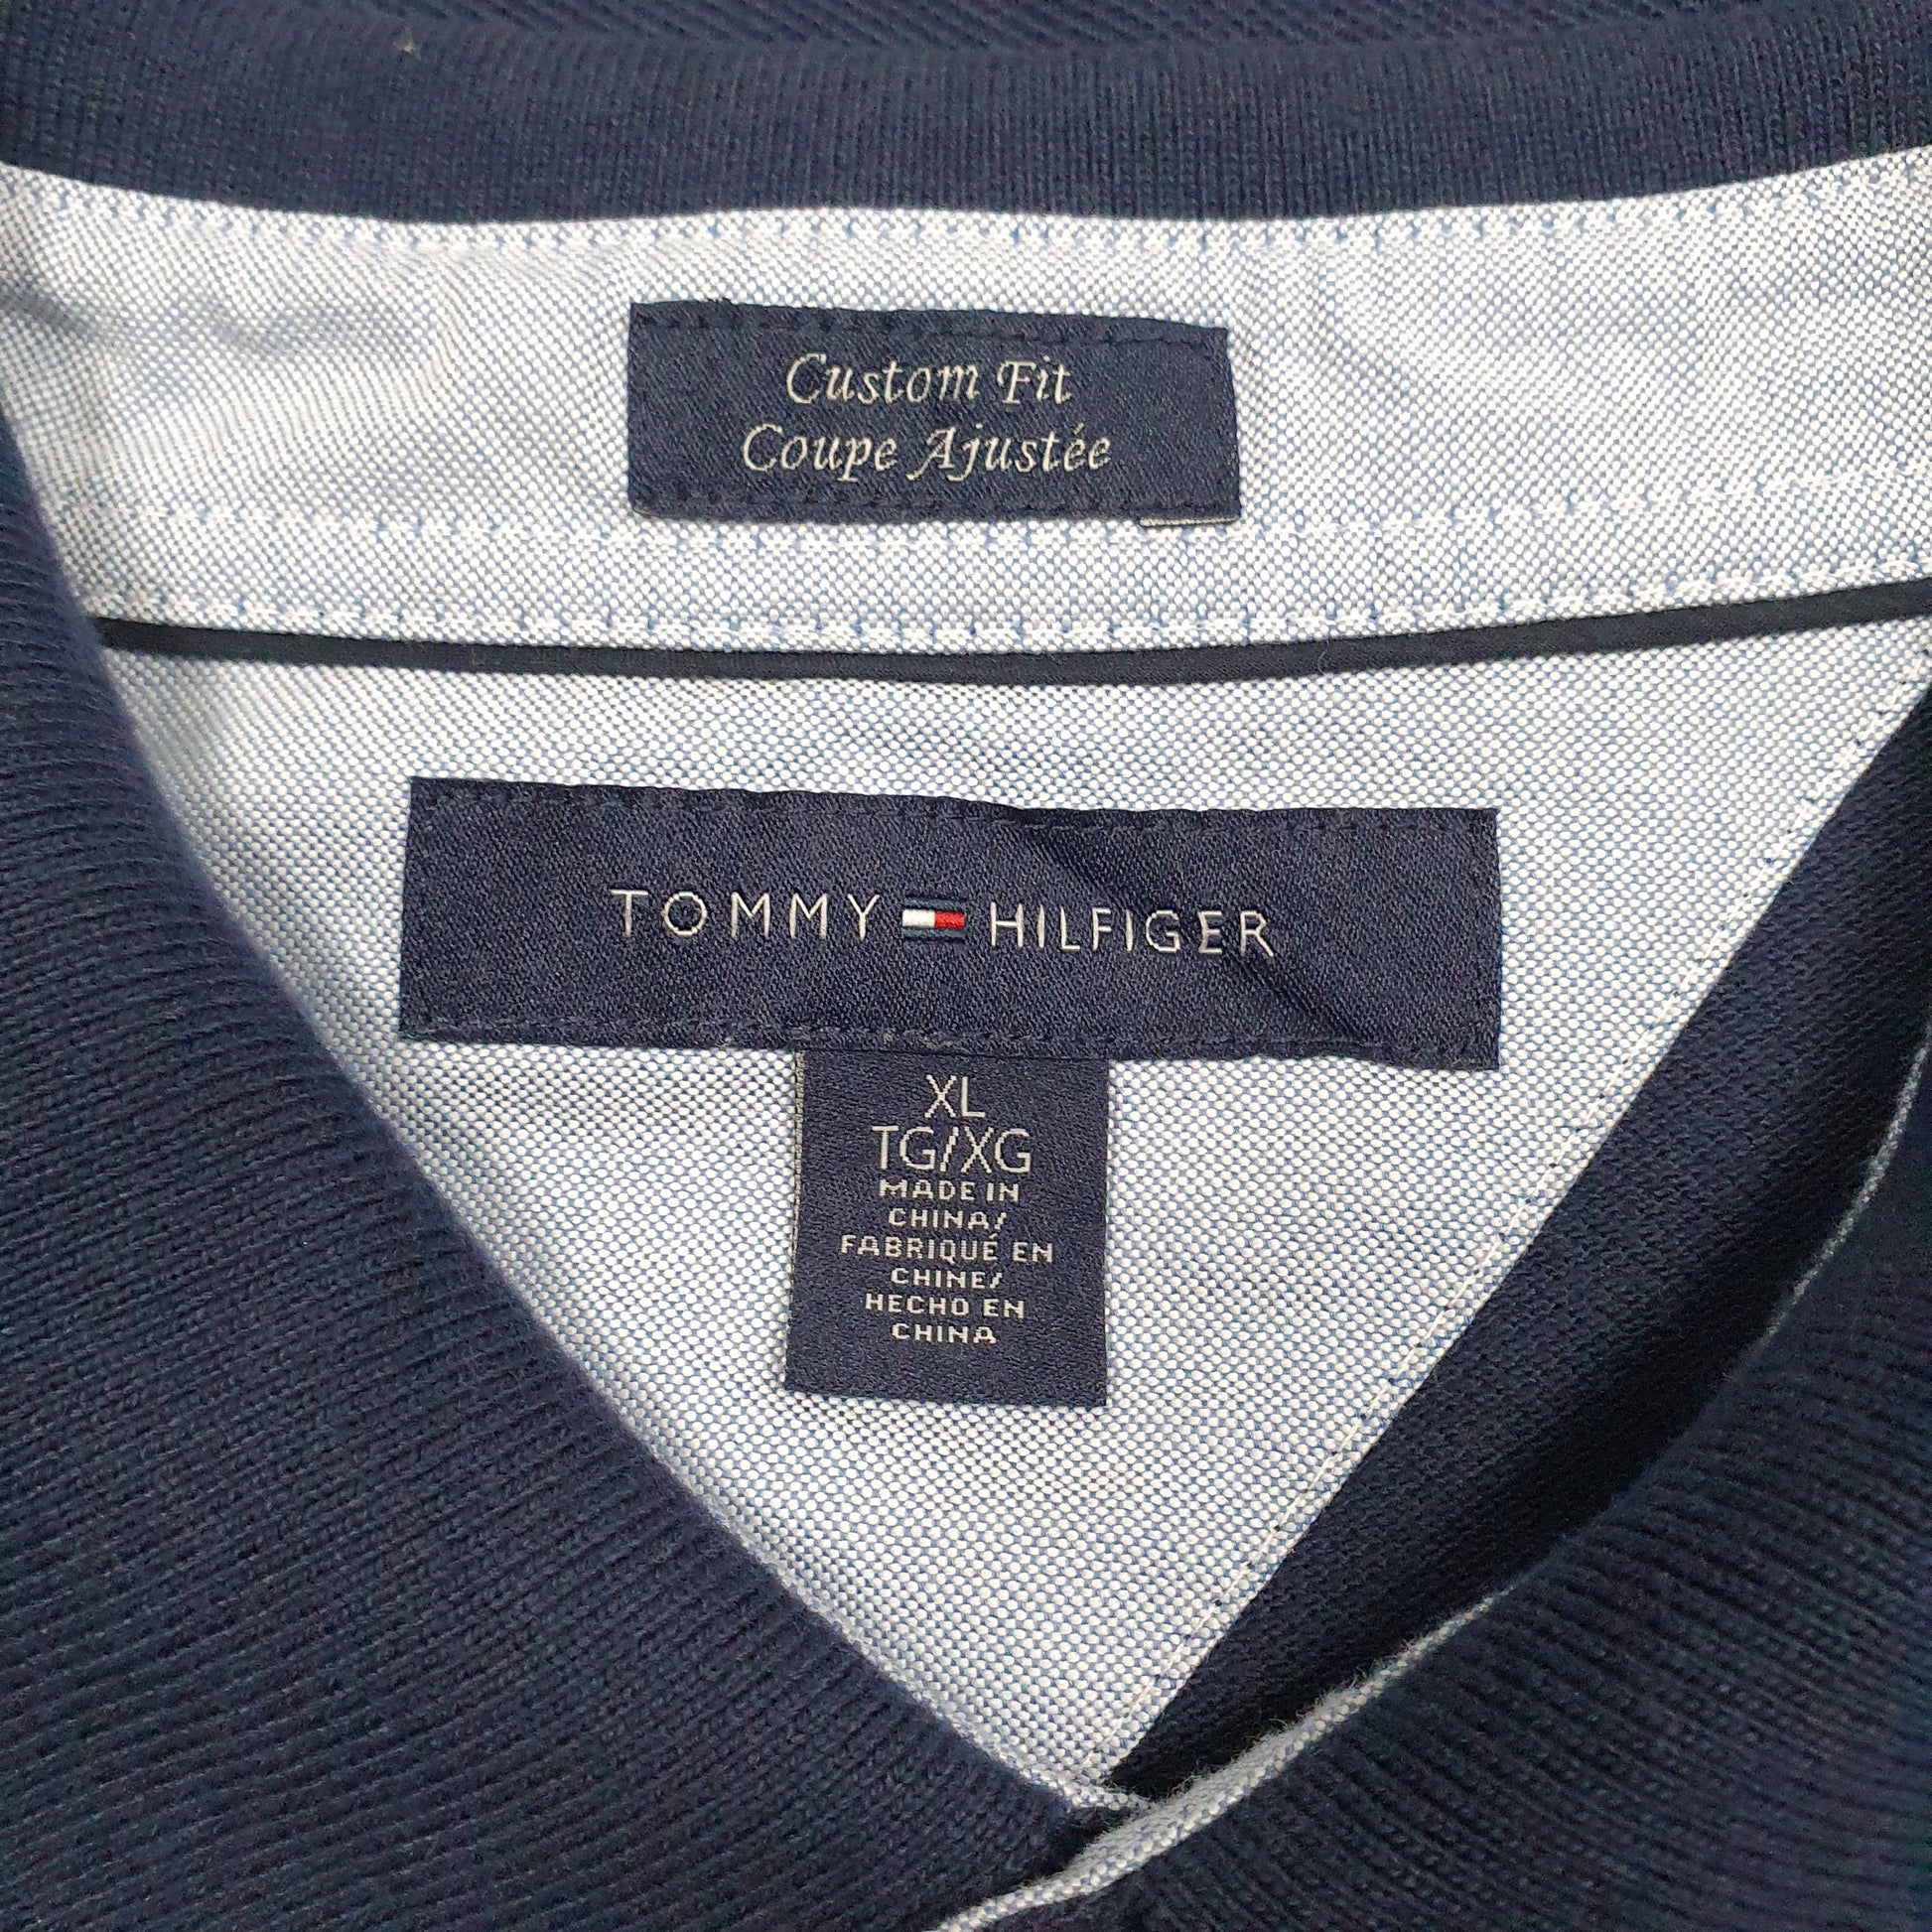 Custom Fit
Coupe Ajustée
TOMMY HILFIGER
XL
TG/XG
MADE IN
CHINA/
FABRIQUÉ EN
CHINE/
HECHO EN
CHINA